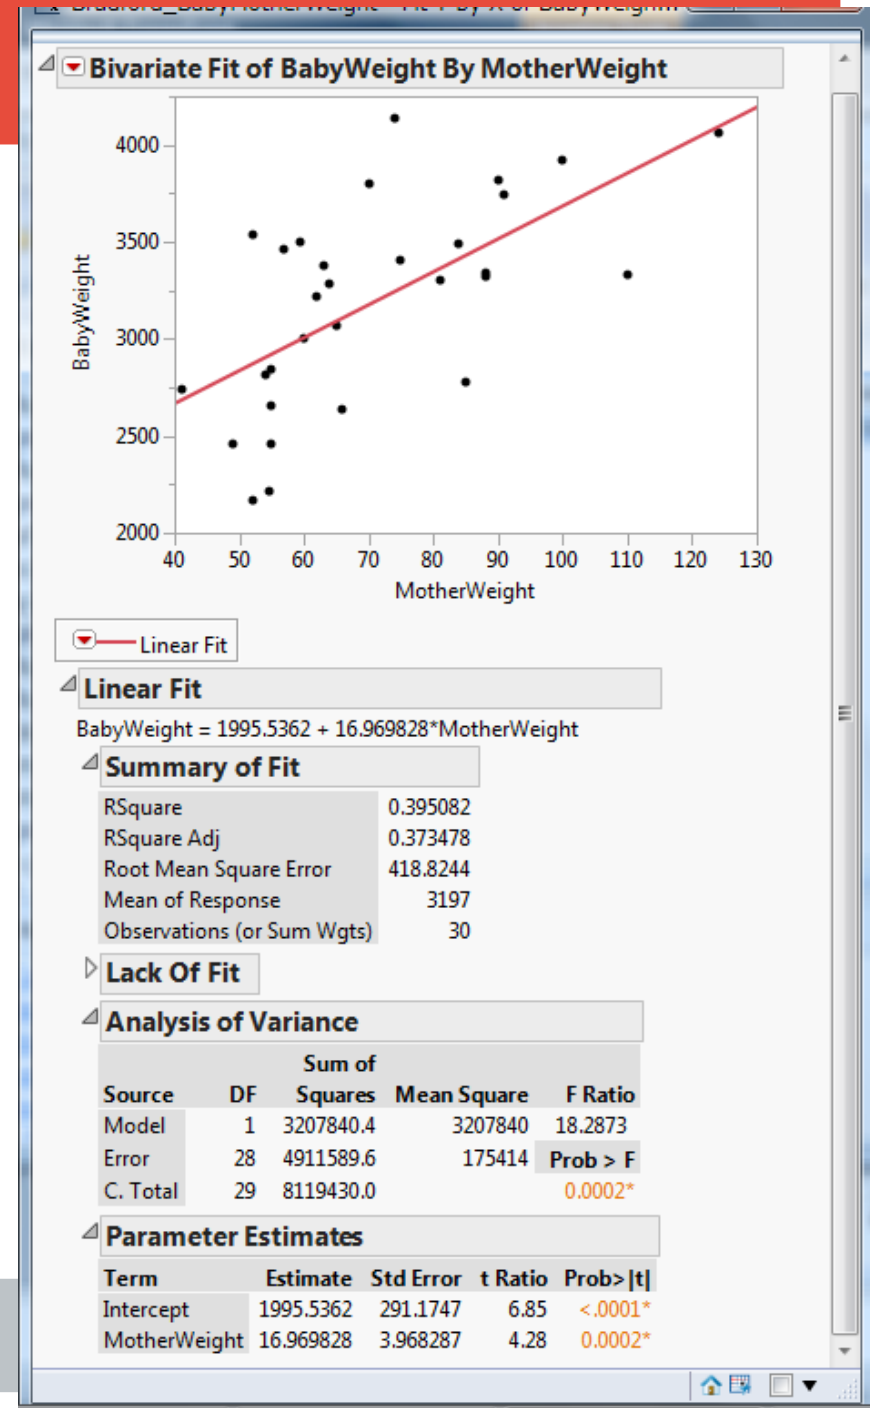 Bivariate Fit of BabyWeight By MotherWeight
4000
3500
3000
2500
2000
BabyWeight
40 50 60 70 80 90 100 110 120 130
MotherWeight
Linear Fit
Linear Fit
BabyWeight = 1995.5362 + 16.969828*MotherWeight
Summary of Fit
RSquare 0.395082
RSquare Adj 0.373478
Root Mean Square Error 418.8244
Mean of Response 3197
Observations (or Sum Wgts) 30
Lack Of Fit
Analysis of Variance
Sum of
Source DF Squares Mean Square F Ratio
Model 1 3207840.4 3207840 18.2873
Error 28 4911589.6 175414 Prob > F
C. Total 29 8119430.0 0.0002*
Parameter Estimates
Term Estimate Std Error t Ratio Prob>|t|
Intercept 1995.5362 291.1747 6.85 <.0001*
MotherWeight 16.969828 3.968287 4.28 0.0002*